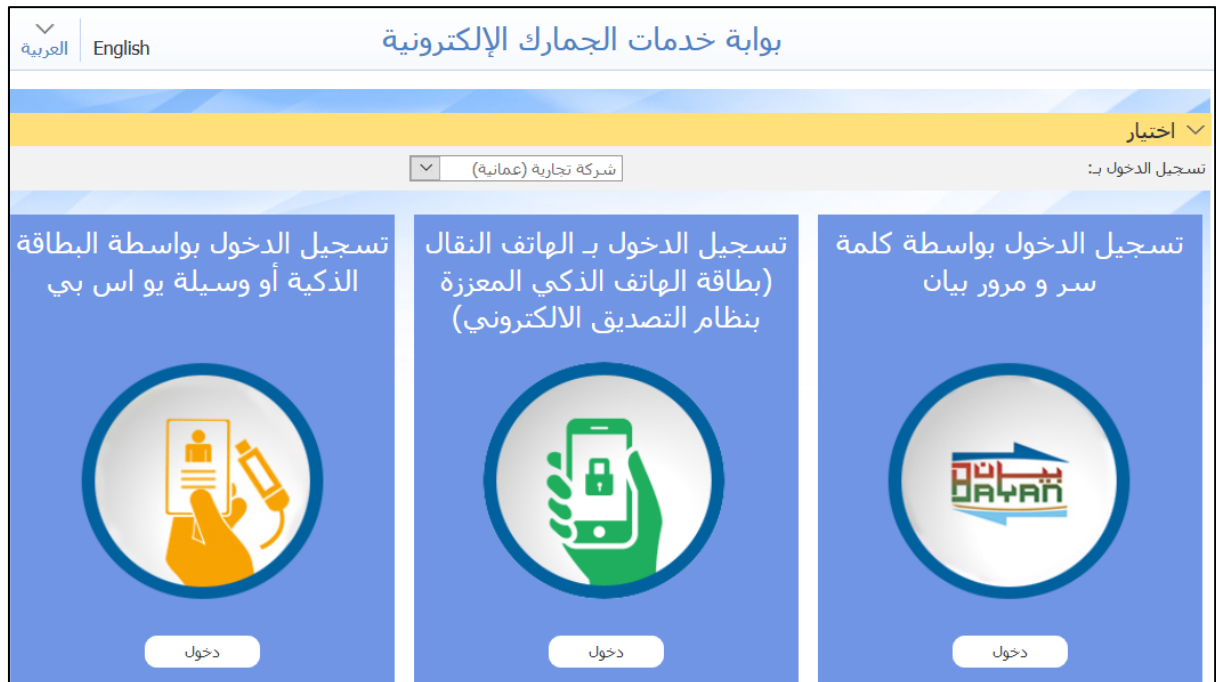 بوابة خدمات الجمارك الإلكترونية
English
العربية
اختيار
تسجيل الدخول بـ:
شركة تجارية (عمانية)
تسجيل الدخول بواسطة كلمة
سر و مرور بيان
بيــان
BAYAN
دخول
تسجيل الدخول بـ الهاتف النقال
(بطاقة الهاتف الذكي المعززة
بنظام التصديق الالكتروني)
دخول
تسجيل الدخول بواسطة البطاقة
الذكية أو وسيلة يو اس بي
دخول